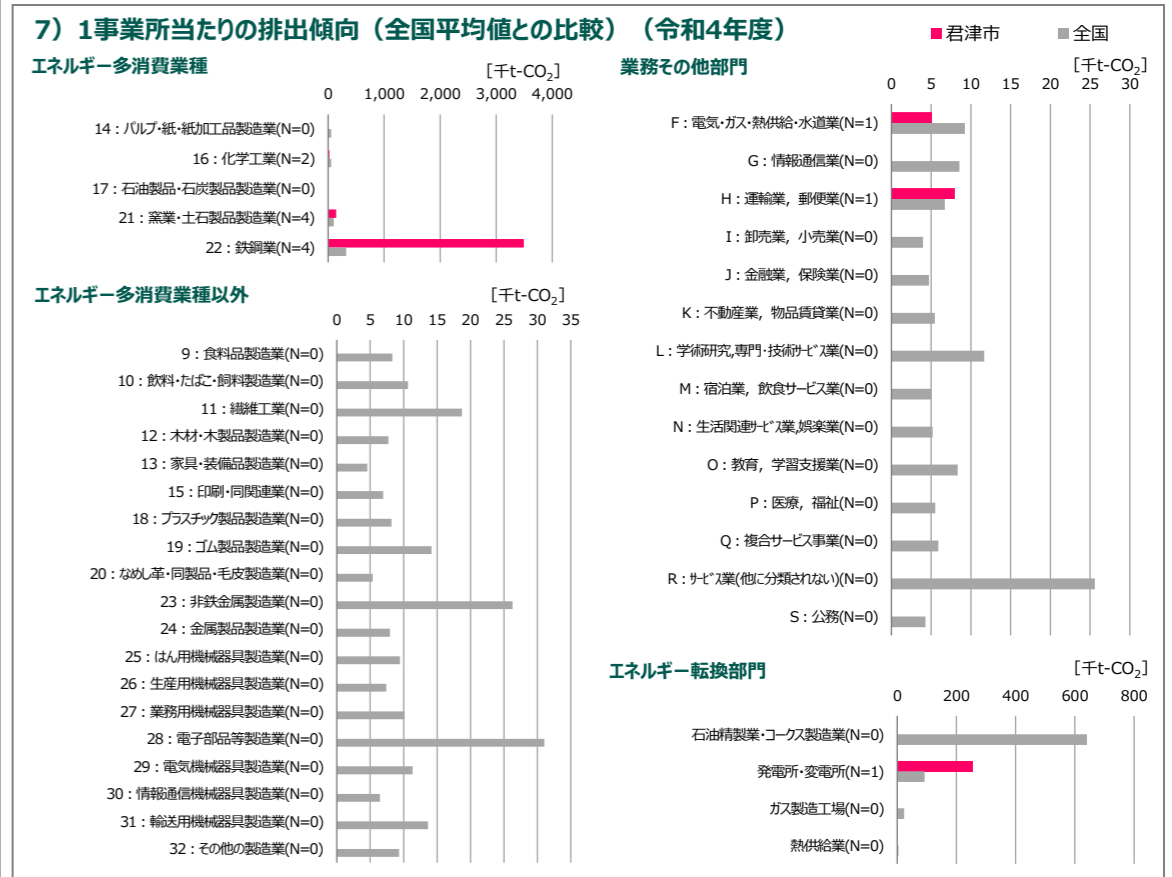 7）1事業所当たりの排出傾向（全国平均値との比較）（令和4年度）
君津市
全国
エネルギー多消費業種
[千t-CO₂]
0 1,000 2,000 3,000 4,000
14：パルプ・紙・紙加工品製造業(N=0)
16：化学工業(N=2)
17：石油製品・石炭製品製造業(N=0)
21：窯業・土石製品製造業(N=4)
22：鉄鋼業(N=4)
エネルギー多消費業種以外
[千t-CO₂]
0 5 10 15 20 25 30 35
9：食料品製造業(N=0)
10：飲料・たばこ・飼料製造業(N=0)
11：繊維工業(N=0)
12：木材・木製品製造業(N=0)
13：家具・装備品製造業(N=0)
15：印刷・同関連業(N=0)
18：プラスチック製品製造業(N=0)
19：ゴム製品製造業(N=0)
20：なめし革・同製品・毛皮製造業(N=0)
23：非鉄金属製造業(N=0)
24：金属製品製造業(N=0)
25：はん用機械器具製造業(N=0)
26：生産用機械器具製造業(N=0)
27：業務用機械器具製造業(N=0)
28：電子部品等製造業(N=0)
29：電気機械器具製造業(N=0)
30：情報通信機械器具製造業(N=0)
31：輸送用機械器具製造業(N=0)
32：その他の製造業(N=0)
業務その他部門
[千t-CO₂]
0 5 10 15 20 25 30
F：電気・ガス・熱供給・水道業(N=1)
G：情報通信業(N=0)
H：運輸業，郵便業(N=1)
I：卸売業，小売業(N=0)
J：金融業，保険業(N=0)
K：不動産業，物品賃貸業(N=0)
L：学術研究,専門・技術サービス業(N=0)
M：宿泊業，飲食サービス業(N=0)
N：生活関連サービス業,娯楽業(N=0)
O：教育，学習支援業(N=0)
P：医療，福祉(N=0)
Q：複合サービス事業(N=0)
R：サービス業(他に分類されない)(N=0)
S：公務(N=0)
エネルギー転換部門
[千t-CO₂]
0 200 400 600 800
石油精製業・コークス製造業(N=0)
発電所・変電所(N=1)
ガス製造工場(N=0)
熱供給業(N=0)